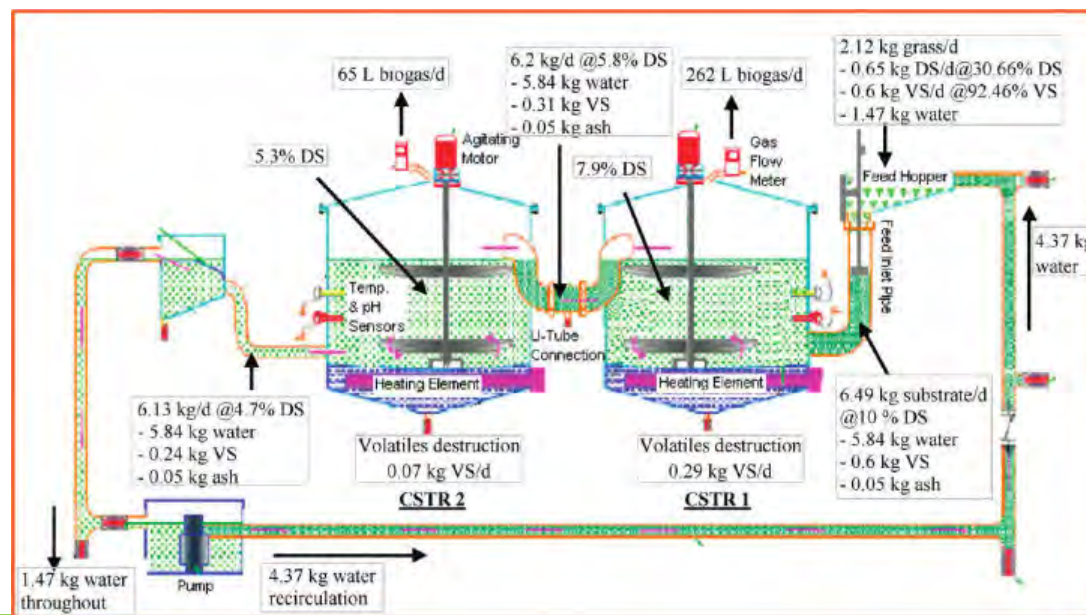 2.12 kg grass/d
- 0.65 kg DS/d@30.66% DS
- 0.6 kg VS/d @92.46% VS
- 1.47 kg water
6.2 kg/d @5.8% DS
- 5.84 kg water
- 0.31 kg VS
- 0.05 kg ash
65 L biogas/d
262 L biogas/d
Agitating
Motor
Gas
Flow
Meter
5.3% DS
7.9% DS
Feed Hopper
4.37 kg
water
Feed Inlet Pipe
Temp.
& pH
Sensors
U-Tube
Connection
Heating Element
Heating Element
6.13 kg/d @4.7% DS
- 5.84 kg water
- 0.24 kg VS
- 0.05 kg ash
Volatiles destruction
0.07 kg VS/d
CSTR 2
Volatiles destruction
0.29 kg VS/d
CSTR 1
6.49 kg substrate/d
@10 % DS
- 5.84 kg water
- 0.6 kg VS
- 0.05 kg ash
1.47 kg water
throughout
Pump
4.37 kg water
recirculation